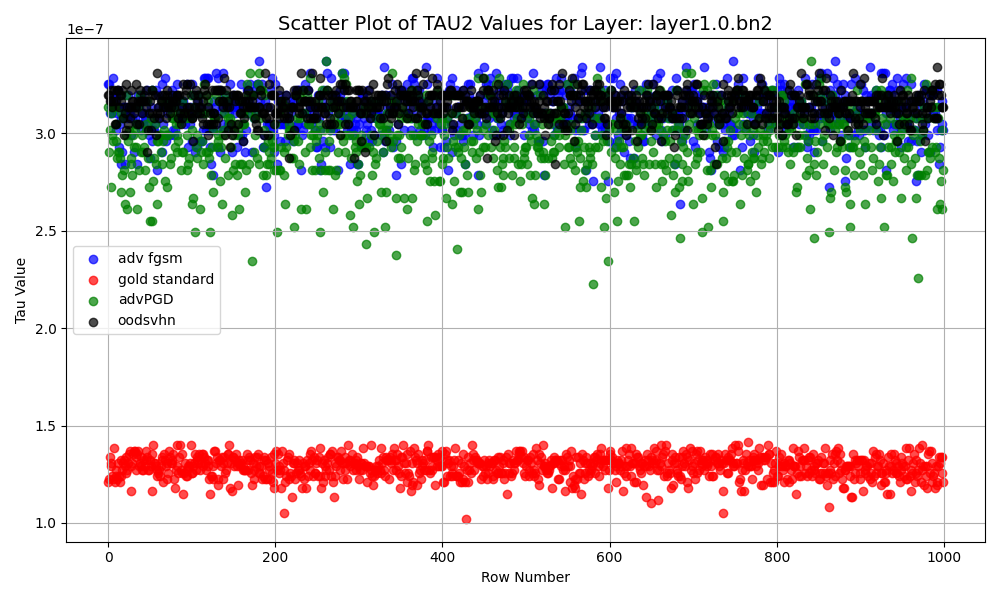 Scatter Plot of TAU2 Values for Layer: layer1.0.bn2
1e−7
3.0
2.5
2.0
1.5
1.0
Tau Value
adv fgsm
gold standard
advPGD
oodsvhn
0 200 400 600 800 1000
Row Number